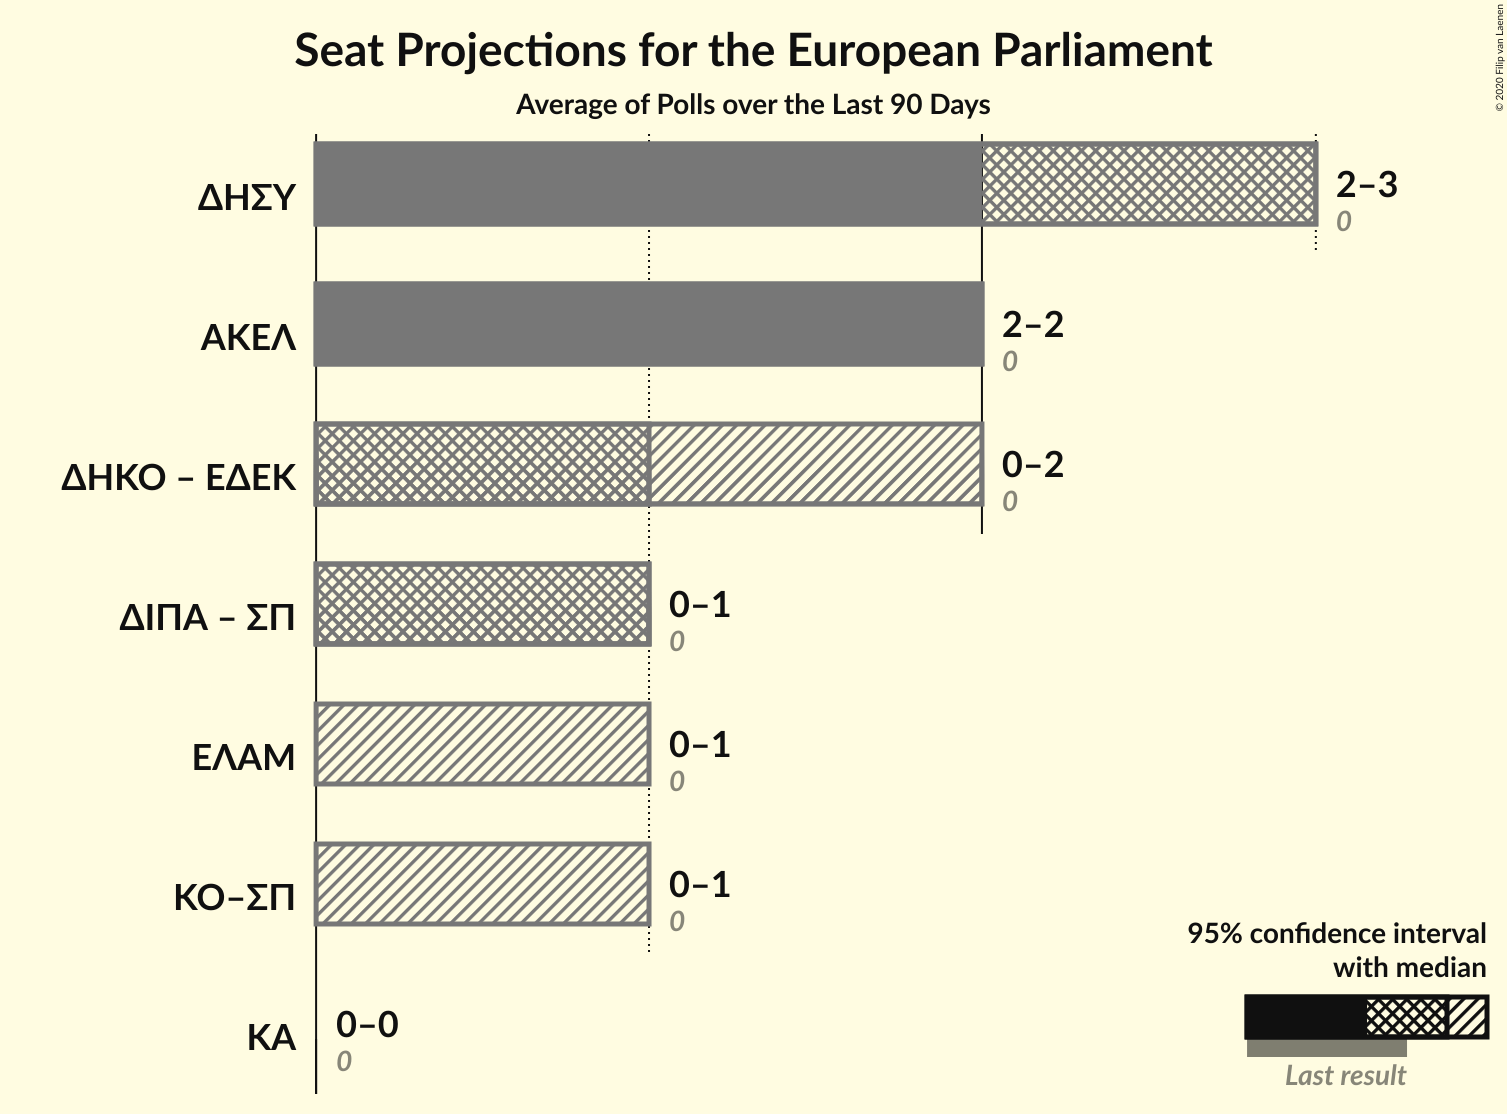 Seat Projections for the European Parliament
Average of Polls over the Last 90 Days
© 2020 Filip van Laenen
ΔΗΣΥ
2–3
0
ΑΚΕΛ
2–2
0
ΔΗΚΟ – ΕΔΕΚ
0–2
0
ΔΙΠΑ – ΣΠ
0–1
0
ΕΛΑΜ
0–1
0
ΚΟ–ΣΠ
0–1
0
ΚΑ
0–0
0
95% confidence interval
with median
Last result